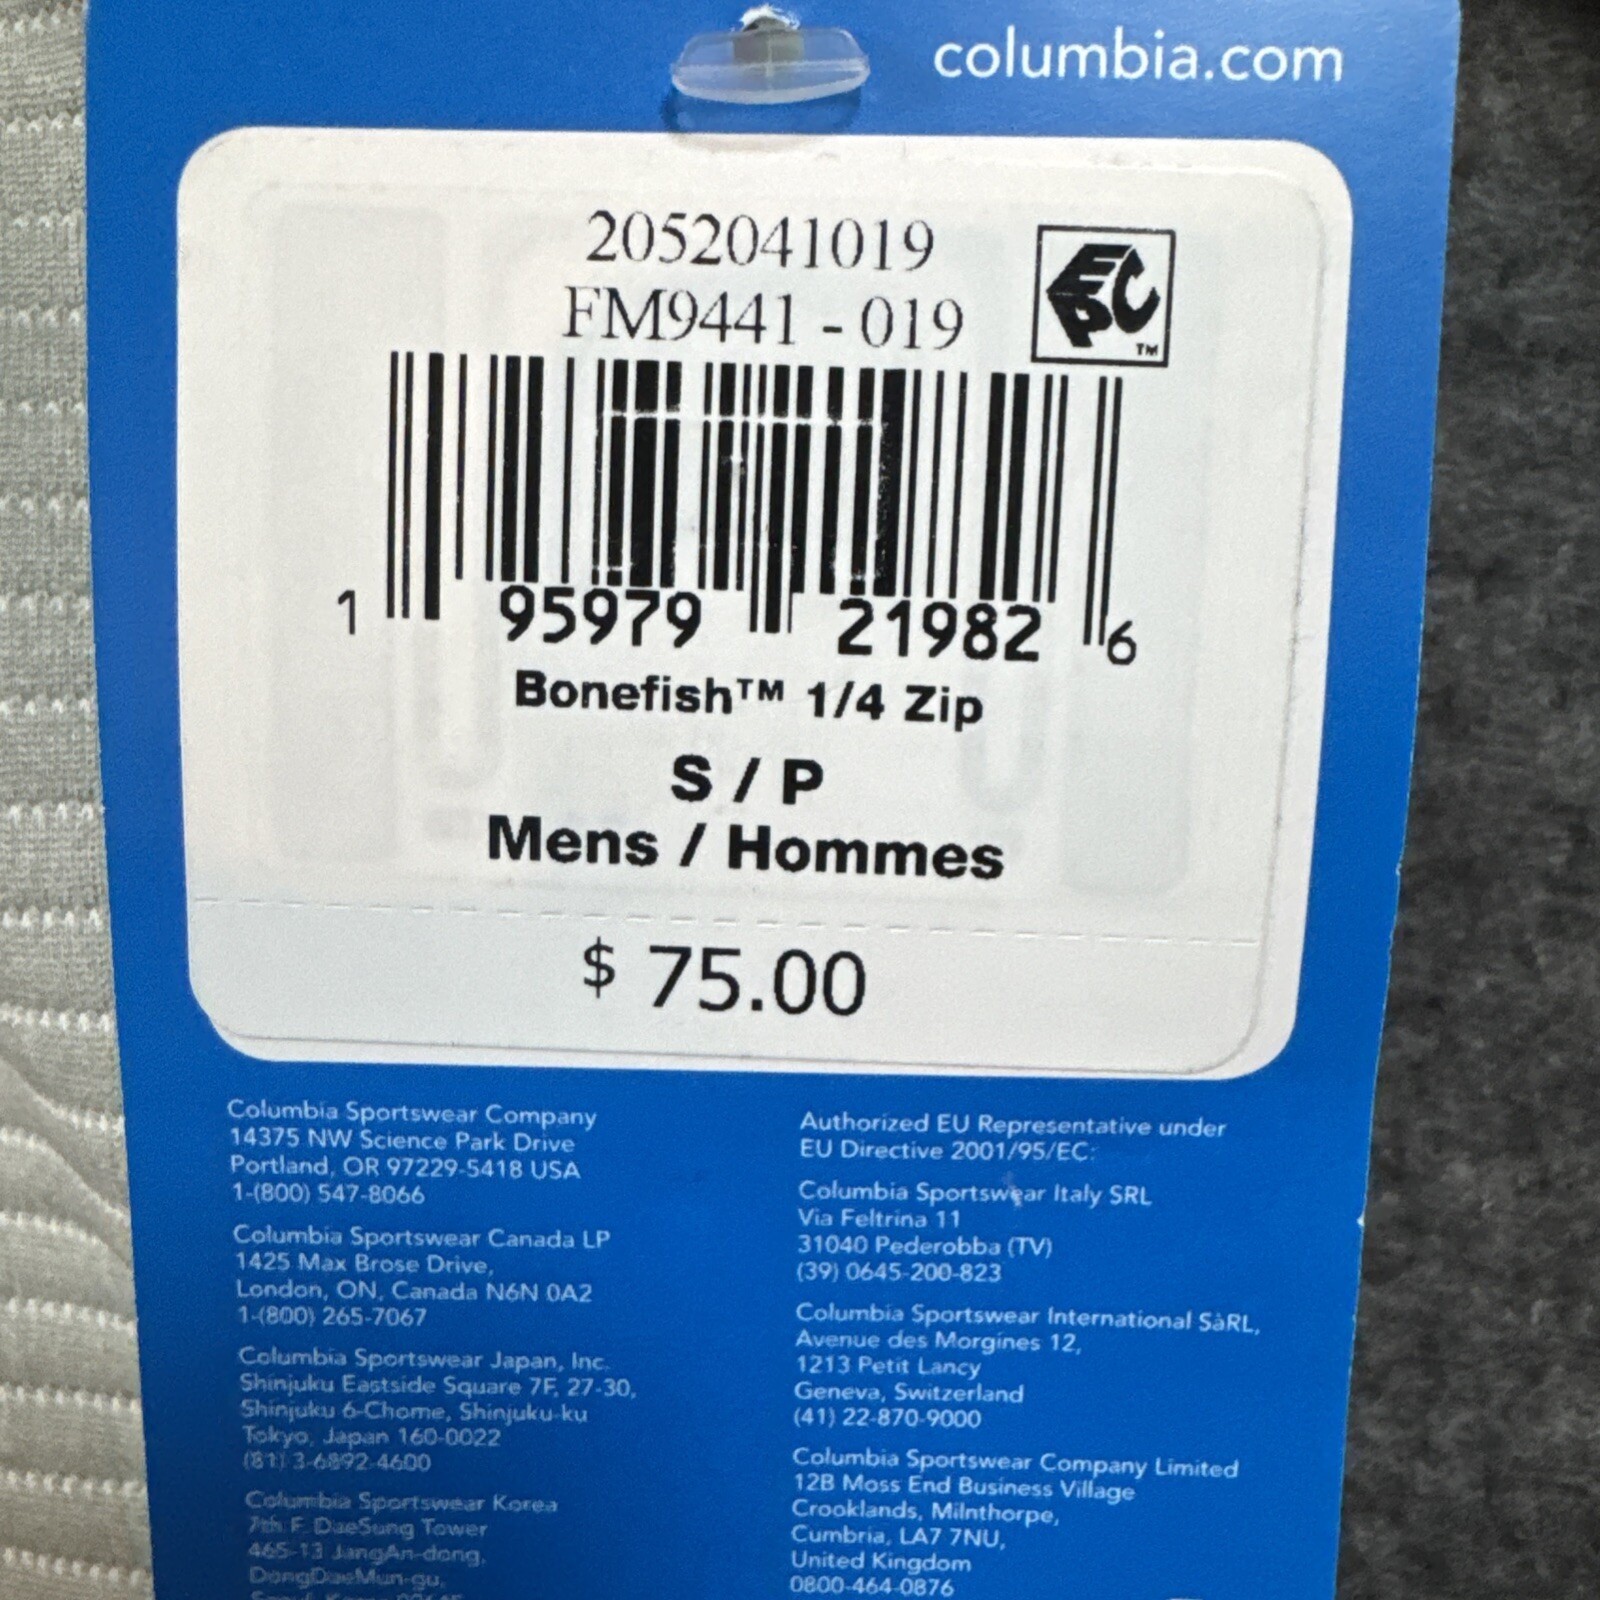 columbia.com
2052041019
FM9441 - 019
EPC
TM
1 95979 21982 6
Bonefish™ 1/4 Zip
S / P
Mens / Hommes
$ 75.00
Columbia Sportswear Company
14375 NW Science Park Drive
Portland, OR 97229-5418 USA
1-(800) 547-8066
Columbia Sportswear Canada LP
1425 Max Brose Drive,
London, ON, Canada N6N 0A2
1-(800) 265-7067
Columbia Sportswear Japan, Inc.
Shinjuku Eastside Square 7F, 27-30,
Shinjuku 6-Chome, Shinjuku-ku
Tokyo, Japan 160-0022
(81) 3-6892-4600
Columbia Sportswear Korea
7th F. DaeSung Tower
465-13 JangAn-dong,
DongDaeMun-gu,
Authorized EU Representative under
EU Directive 2001/95/EC:
Columbia Sportswear Italy SRL
Via Feltrina 11
31040 Pederobba (TV)
(39) 0645-200-823
Columbia Sportswear International SàRL,
Avenue des Morgines 12,
1213 Petit Lancy
Geneva, Switzerland
(41) 22-870-9000
Columbia Sportswear Company Limited
12B Moss End Business Village
Crooklands, Milnthorpe,
Cumbria, LA7 7NU,
United Kingdom
0800-464-0876